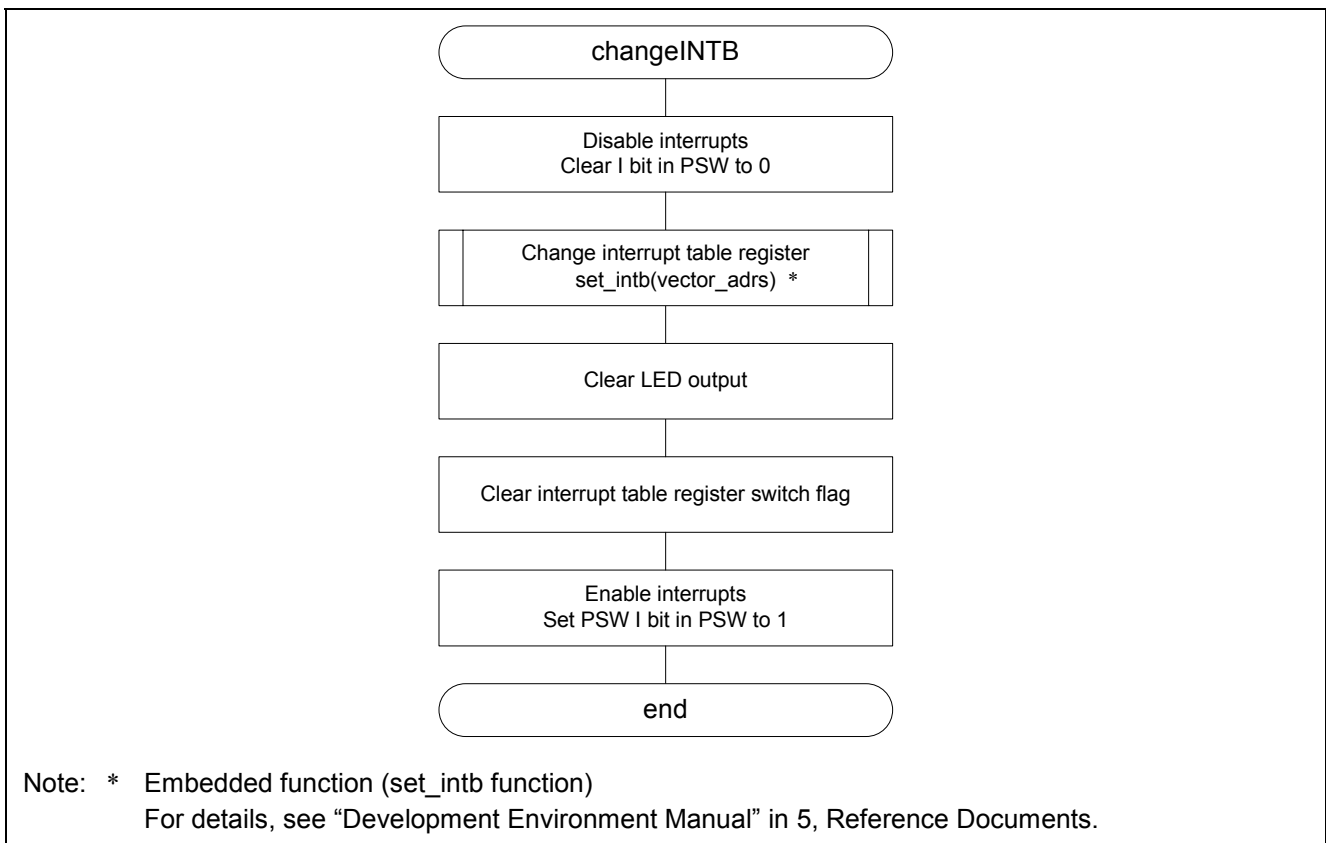 changeINTB
Disable interrupts
Clear I bit in PSW to 0
Change interrupt table register
set_intb(vector_adrs) *
Clear LED output
Clear interrupt table register switch flag
Enable interrupts
Set PSW I bit in PSW to 1
end
Note: * Embedded function (set_intb function)
For details, see “Development Environment Manual” in 5, Reference Documents.